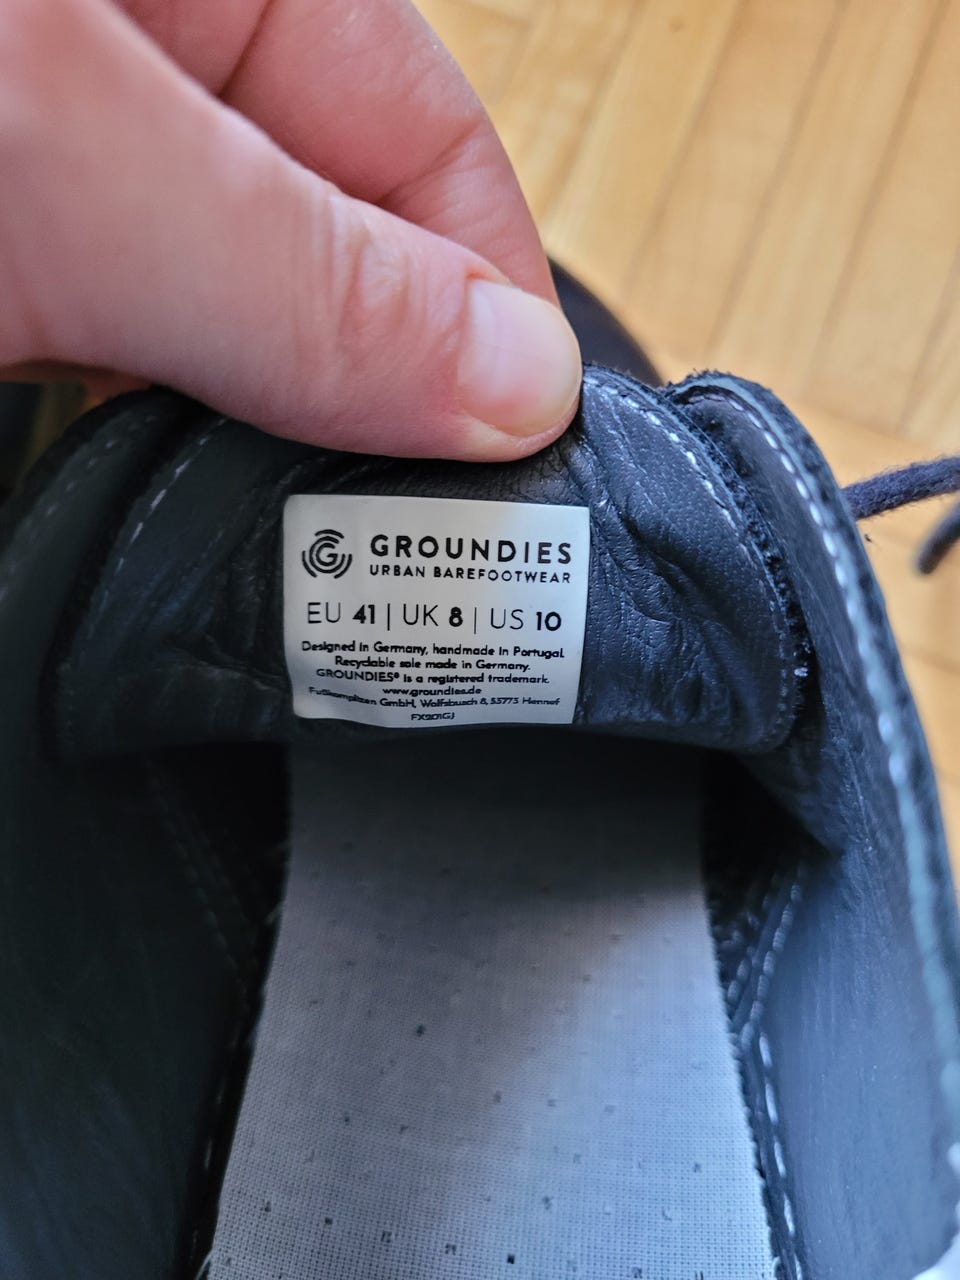 G GROUNDIES
URBAN BAREFOOTWEAR
EU 41 | UK 8 | US 10
Designed in Germany, handmade in Portugal.
Recyclable sole made in Germany.
GROUNDIES® is a registered trademark.
www.groundies.de
Fußkomplizen GmbH, Wolfsbusch 8, 53773 Hennef
FX201GJ